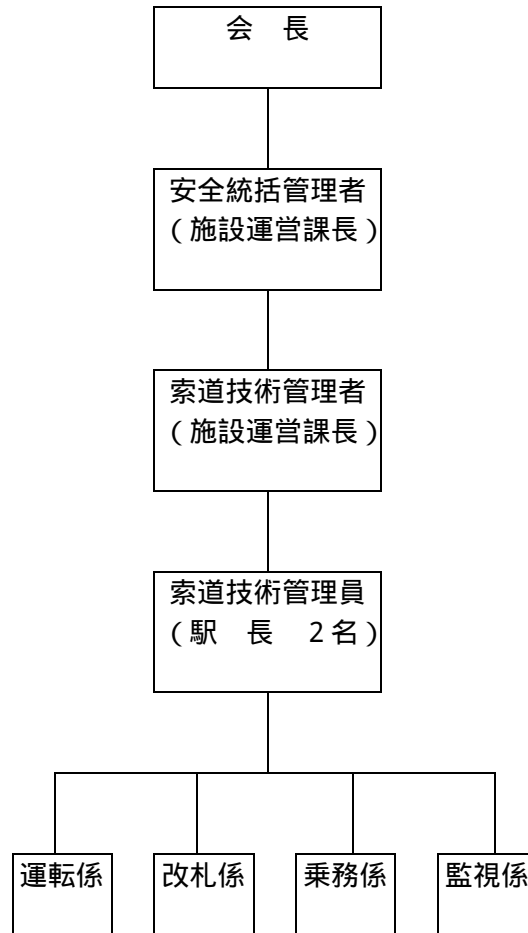 会　長
安全統括管理者
（施設運営課長）
索道技術管理者
（施設運営課長）
索道技術管理員
（駅　長　２名）
運転係
改札係
乗務係
監視係